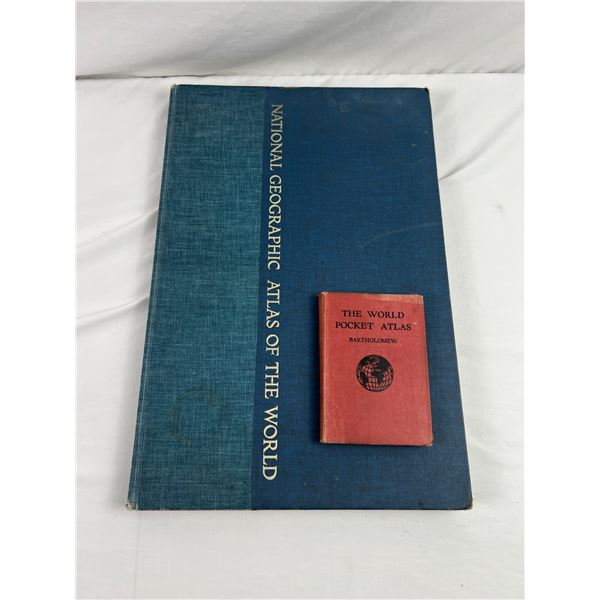 NATIONAL GEOGRAPHIC ATLAS OF THE WORLD
THE WORLD
POCKET ATLAS
BARTHOLOMEW